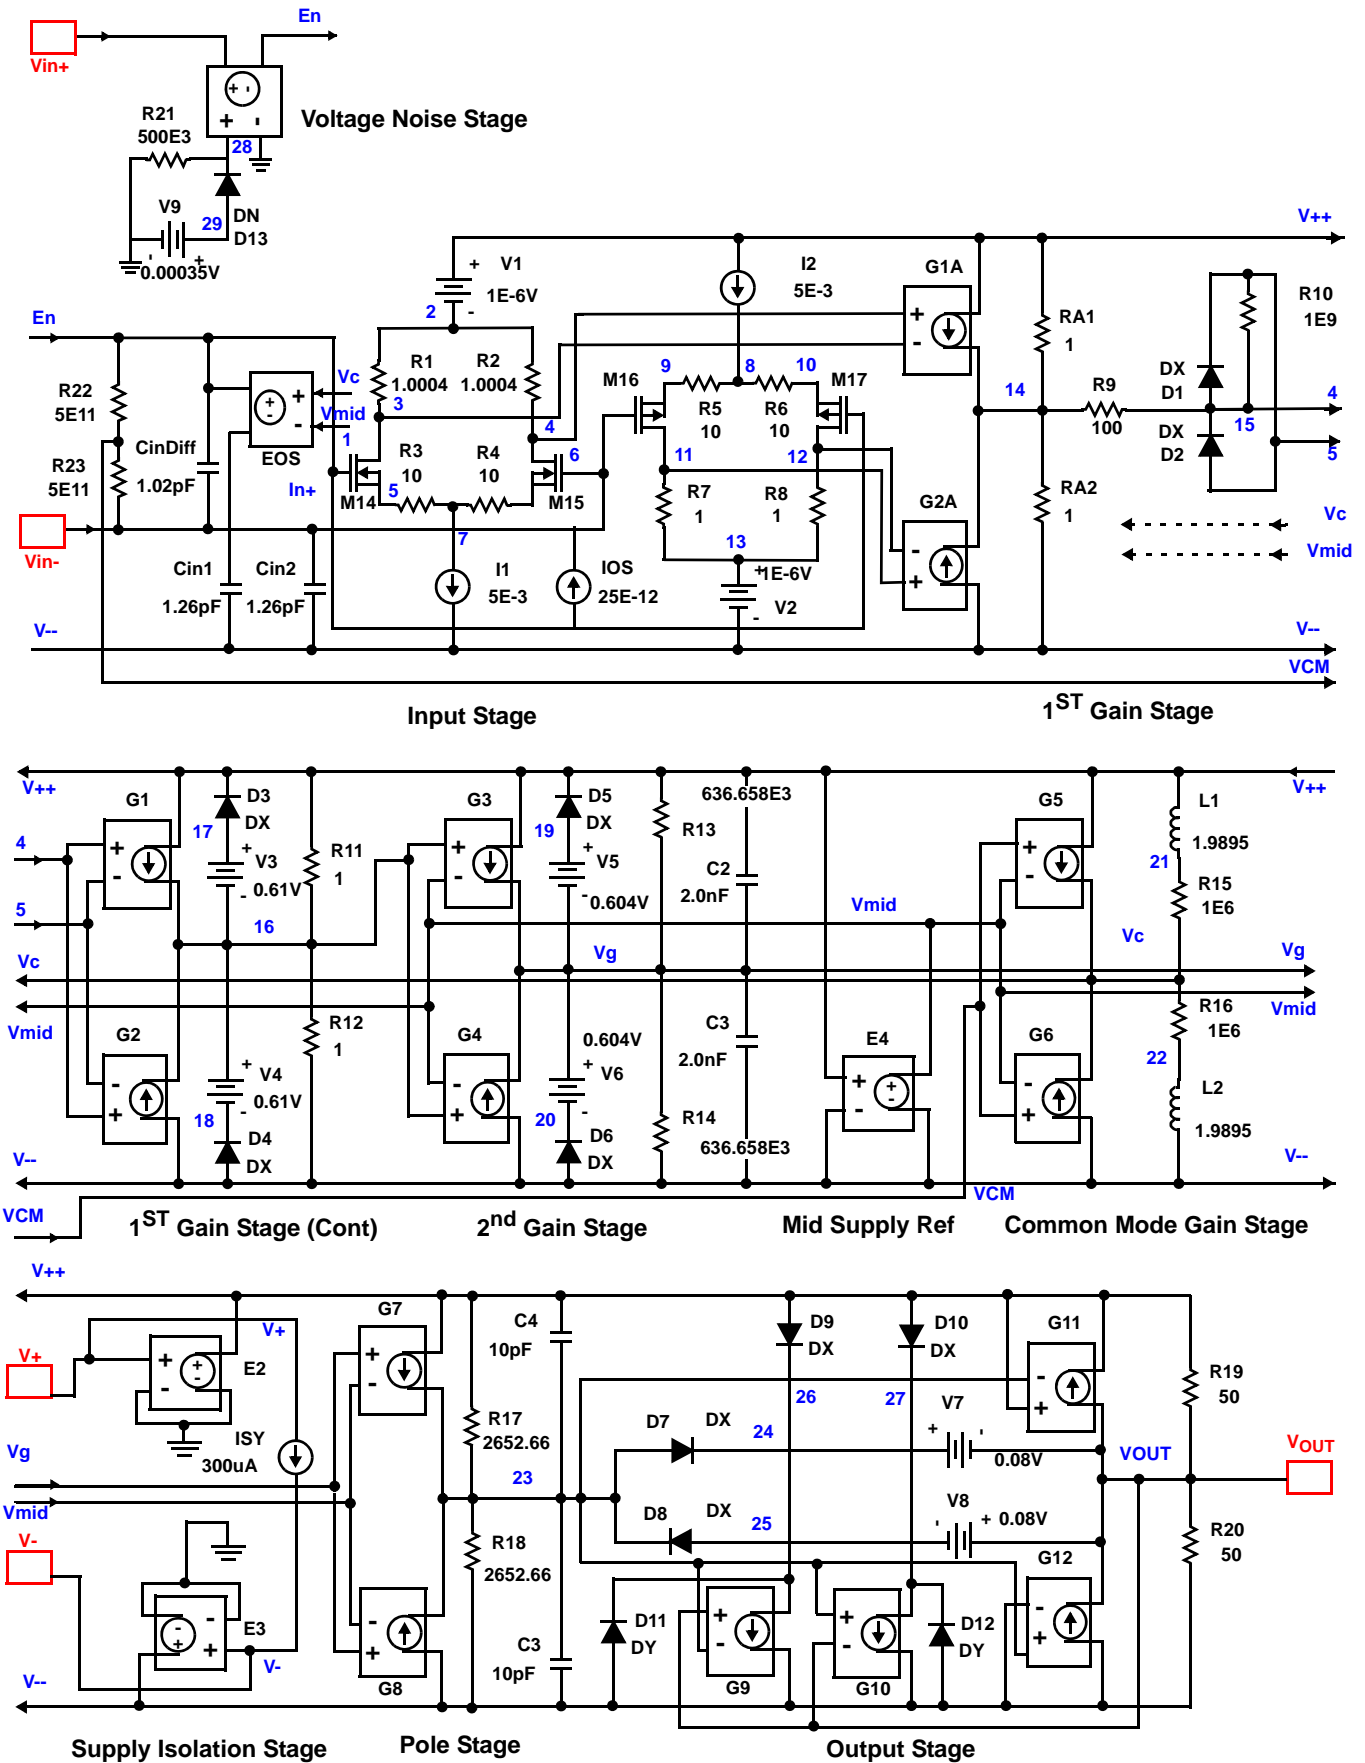 En
Vin+
R21
500E3
Voltage Noise Stage
+ -
+ -
28
V9
29
DN
D13
-
+
0.00035V
V++
+ V1
1E-6V
-
2
I2
5E-3
G1A
+
-
R10
1E9
En
RA1
1
R1
1.0004
R2
1.0004
9
8
10
M16
M17
DX
D1
R22
5E11
Vc
+
-
+
-
Vmid
3
R5
10
R6
10
14
R9
100
4
15
1
4
EOS
CinDiff
1.02pF
R23
5E11
R3
10
R4
10
6
11
12
DX
D2
5
In+
M14
5
M15
R7
1
R8
1
G2A
-
+
RA2
1
Vc
Vin-
7
13
Vmid
Cin1
1.26pF
Cin2
1.26pF
I1
5E-3
IOS
25E-12
+
1E-6V
V2
-
V--
V--
VCM
Input Stage
1ST Gain Stage
V++
V++
G1
D3
DX
G3
D5
DX
636.658E3
G5
L1
1.9895
4
+
-
17
+
V3
0.61V
-
R11
1
+
-
19
+
V5
-
0.604V
R13
C2
2.0nF
+
-
21
R15
1E6
5
16
Vmid
Vc
Vc
Vg
Vg
Vmid
Vmid
G2
R12
1
G4
0.604V
C3
2.0nF
E4
G6
R16
1E6
22
-
+
+
V4
0.61V
-
18
-
+
+
V6
-
20
+
-
+
-
-
+
L2
1.9895
D4
DX
D6
DX
R14
636.658E3
V--
V--
VCM
VCM
1ST Gain Stage (Cont)
2nd Gain Stage
Mid Supply Ref
Common Mode Gain Stage
V++
G7
C4
10pF
D9
DX
D10
DX
G11
V+
V+
+
-
+
-
E2
+
-
-
+
R19
50
26
27
V7
+
-
0.08V
R17
2652.66
D7
DX
24
ISY
300uA
Vg
VOUT
VOUT
23
Vmid
V-
D8
DX
25
V8
-
+ 0.08V
R18
2652.66
R20
50
G12
-
+
-
+
E3
-
+
D11
DY
+
-
+
-
D12
DY
-
+
C3
10pF
V-
V--
G8
G9
G10
Supply Isolation Stage
Pole Stage
Output Stage